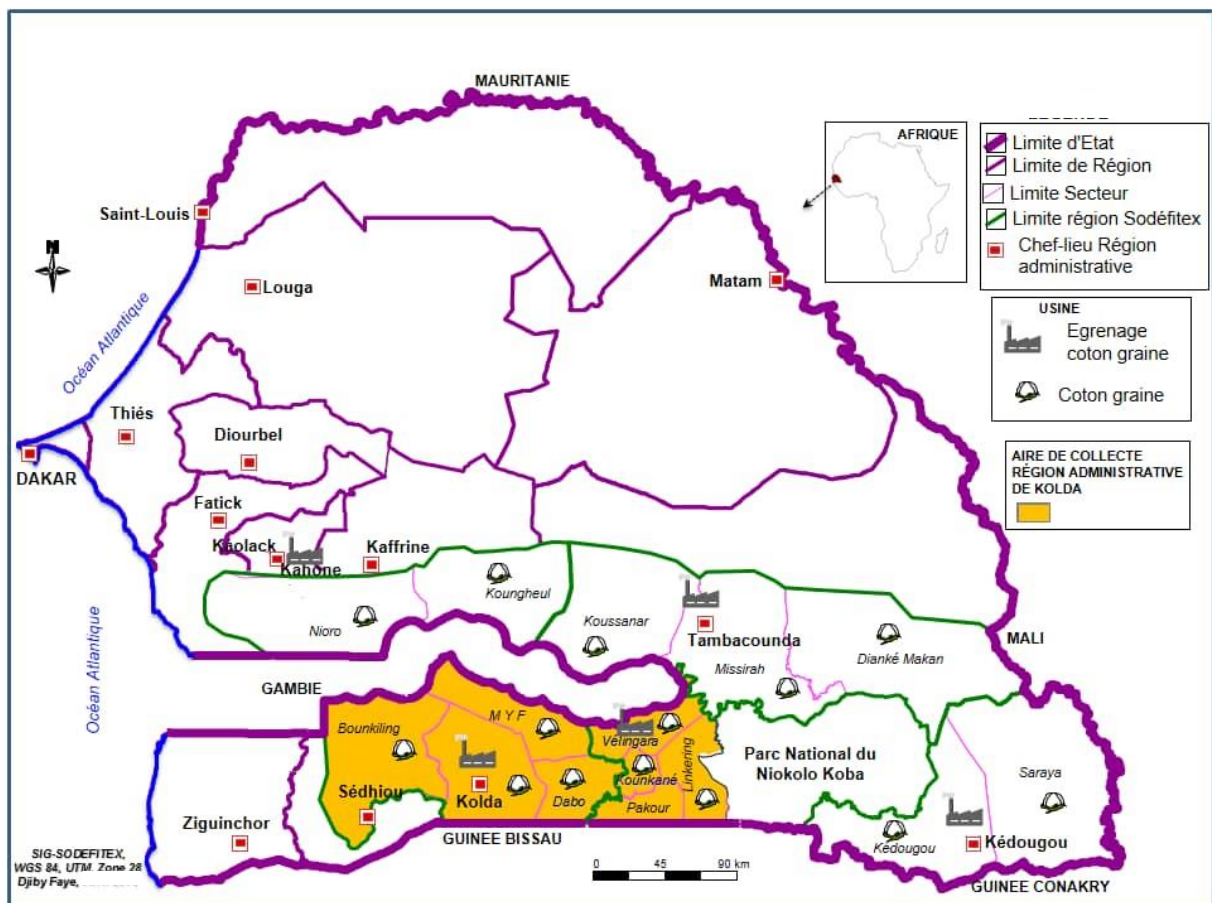 MAURITANIE
AFRIQUE
Limite d'Etat
Limite de Région
Limite Secteur
Limite région Sodéfitex
Chef-lieu Région
administrative
Saint-Louis
N
Louga
Matam
Océan Atlantique
USINE
Egrenage
coton graine
Coton graine
Thiés
Diourbel
DAKAR
AIRE DE COLLECTE
RÉGION ADMINISTRATIVE
DE KOLDA
Fatick
Kaolack
Kahone
Kaffrine
Koungheul
Nioro
Koussanar
Tambacounda
Missirah
Dianké Makan
MALI
Océan Atlantique
GAMBIE
Bounkiling
M Y F
Vélingara
Linkering
Kounkané
Pakour
Dabo
Kolda
Sédhiou
Parc National du
Niokolo Koba
Saraya
Ziguinchor
GUINEE BISSAU
Kédougou
Kédougou
GUINEE CONAKRY
SIG-SODEFITEX,
WGS 84, UTM, Zone 28
Djiby Faye,
0 45 90 km